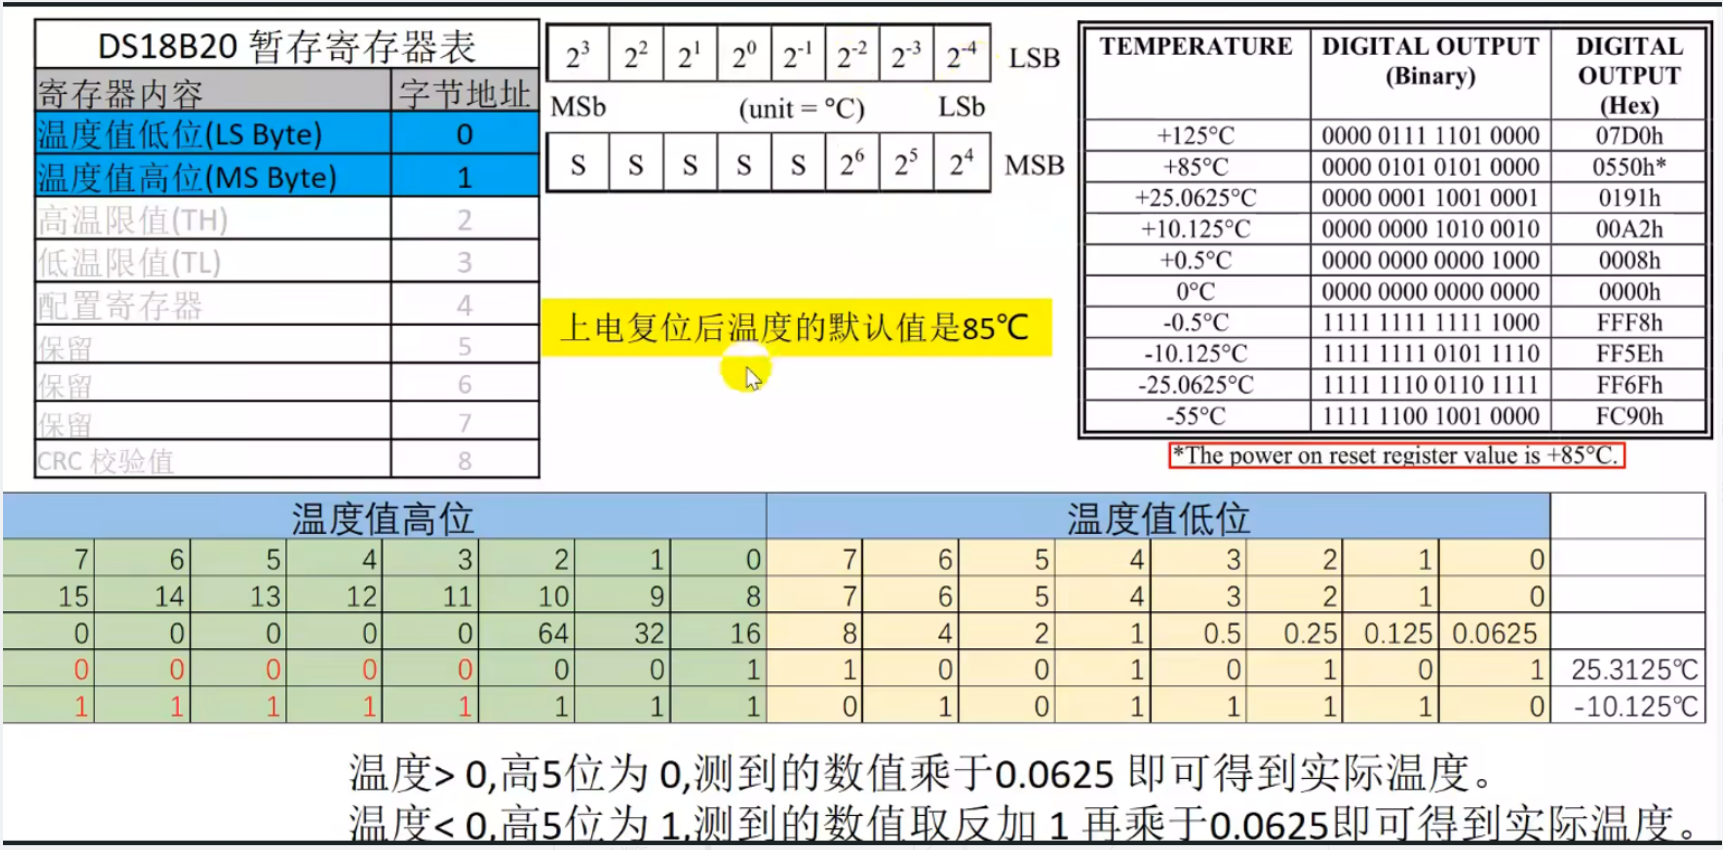 DS18B20 暂存寄存器表
寄存器内容 字节地址
温度值低位(LS Byte) 0
温度值高位(MS Byte) 1
高温限值(TH) 2
低温限值(TL) 3
配置寄存器 4
保留 5
保留 6
保留 7
CRC 校验值 8
2³ 2² 2¹ 2⁰ 2⁻¹ 2⁻² 2⁻³ 2⁻⁴ LSB
MSb (unit = °C) LSb
S S S S S 2⁶ 2⁵ 2⁴ MSB
上电复位后温度的默认值是85℃
TEMPERATURE DIGITAL OUTPUT (Binary) DIGITAL OUTPUT (Hex)
+125°C 0000 0111 1101 0000 07D0h
+85°C 0000 0101 0101 0000 0550h*
+25.0625°C 0000 0001 1001 0001 0191h
+10.125°C 0000 0000 1010 0010 00A2h
+0.5°C 0000 0000 0000 1000 0008h
0°C 0000 0000 0000 0000 0000h
-0.5°C 1111 1111 1111 1000 FFF8h
-10.125°C 1111 1111 0101 1110 FF5Eh
-25.0625°C 1111 1110 0110 1111 FF6Fh
-55°C 1111 1100 1001 0000 FC90h
*The power on reset register value is +85°C.
温度值高位 温度值低位
7 6 5 4 3 2 1 0 7 6 5 4 3 2 1 0
15 14 13 12 11 10 9 8 7 6 5 4 3 2 1 0
0 0 0 0 0 64 32 16 8 4 2 1 0.5 0.25 0.125 0.0625
0 0 0 0 0 0 0 1 1 0 0 1 0 1 0 1 25.3125℃
1 1 1 1 1 1 1 1 0 1 0 1 1 1 1 0 -10.125℃
温度> 0,高5位为 0,测到的数值乘于0.0625 即可得到实际温度。
温度< 0,高5位为 1,测到的数值取反加 1 再乘于0.0625即可得到实际温度。